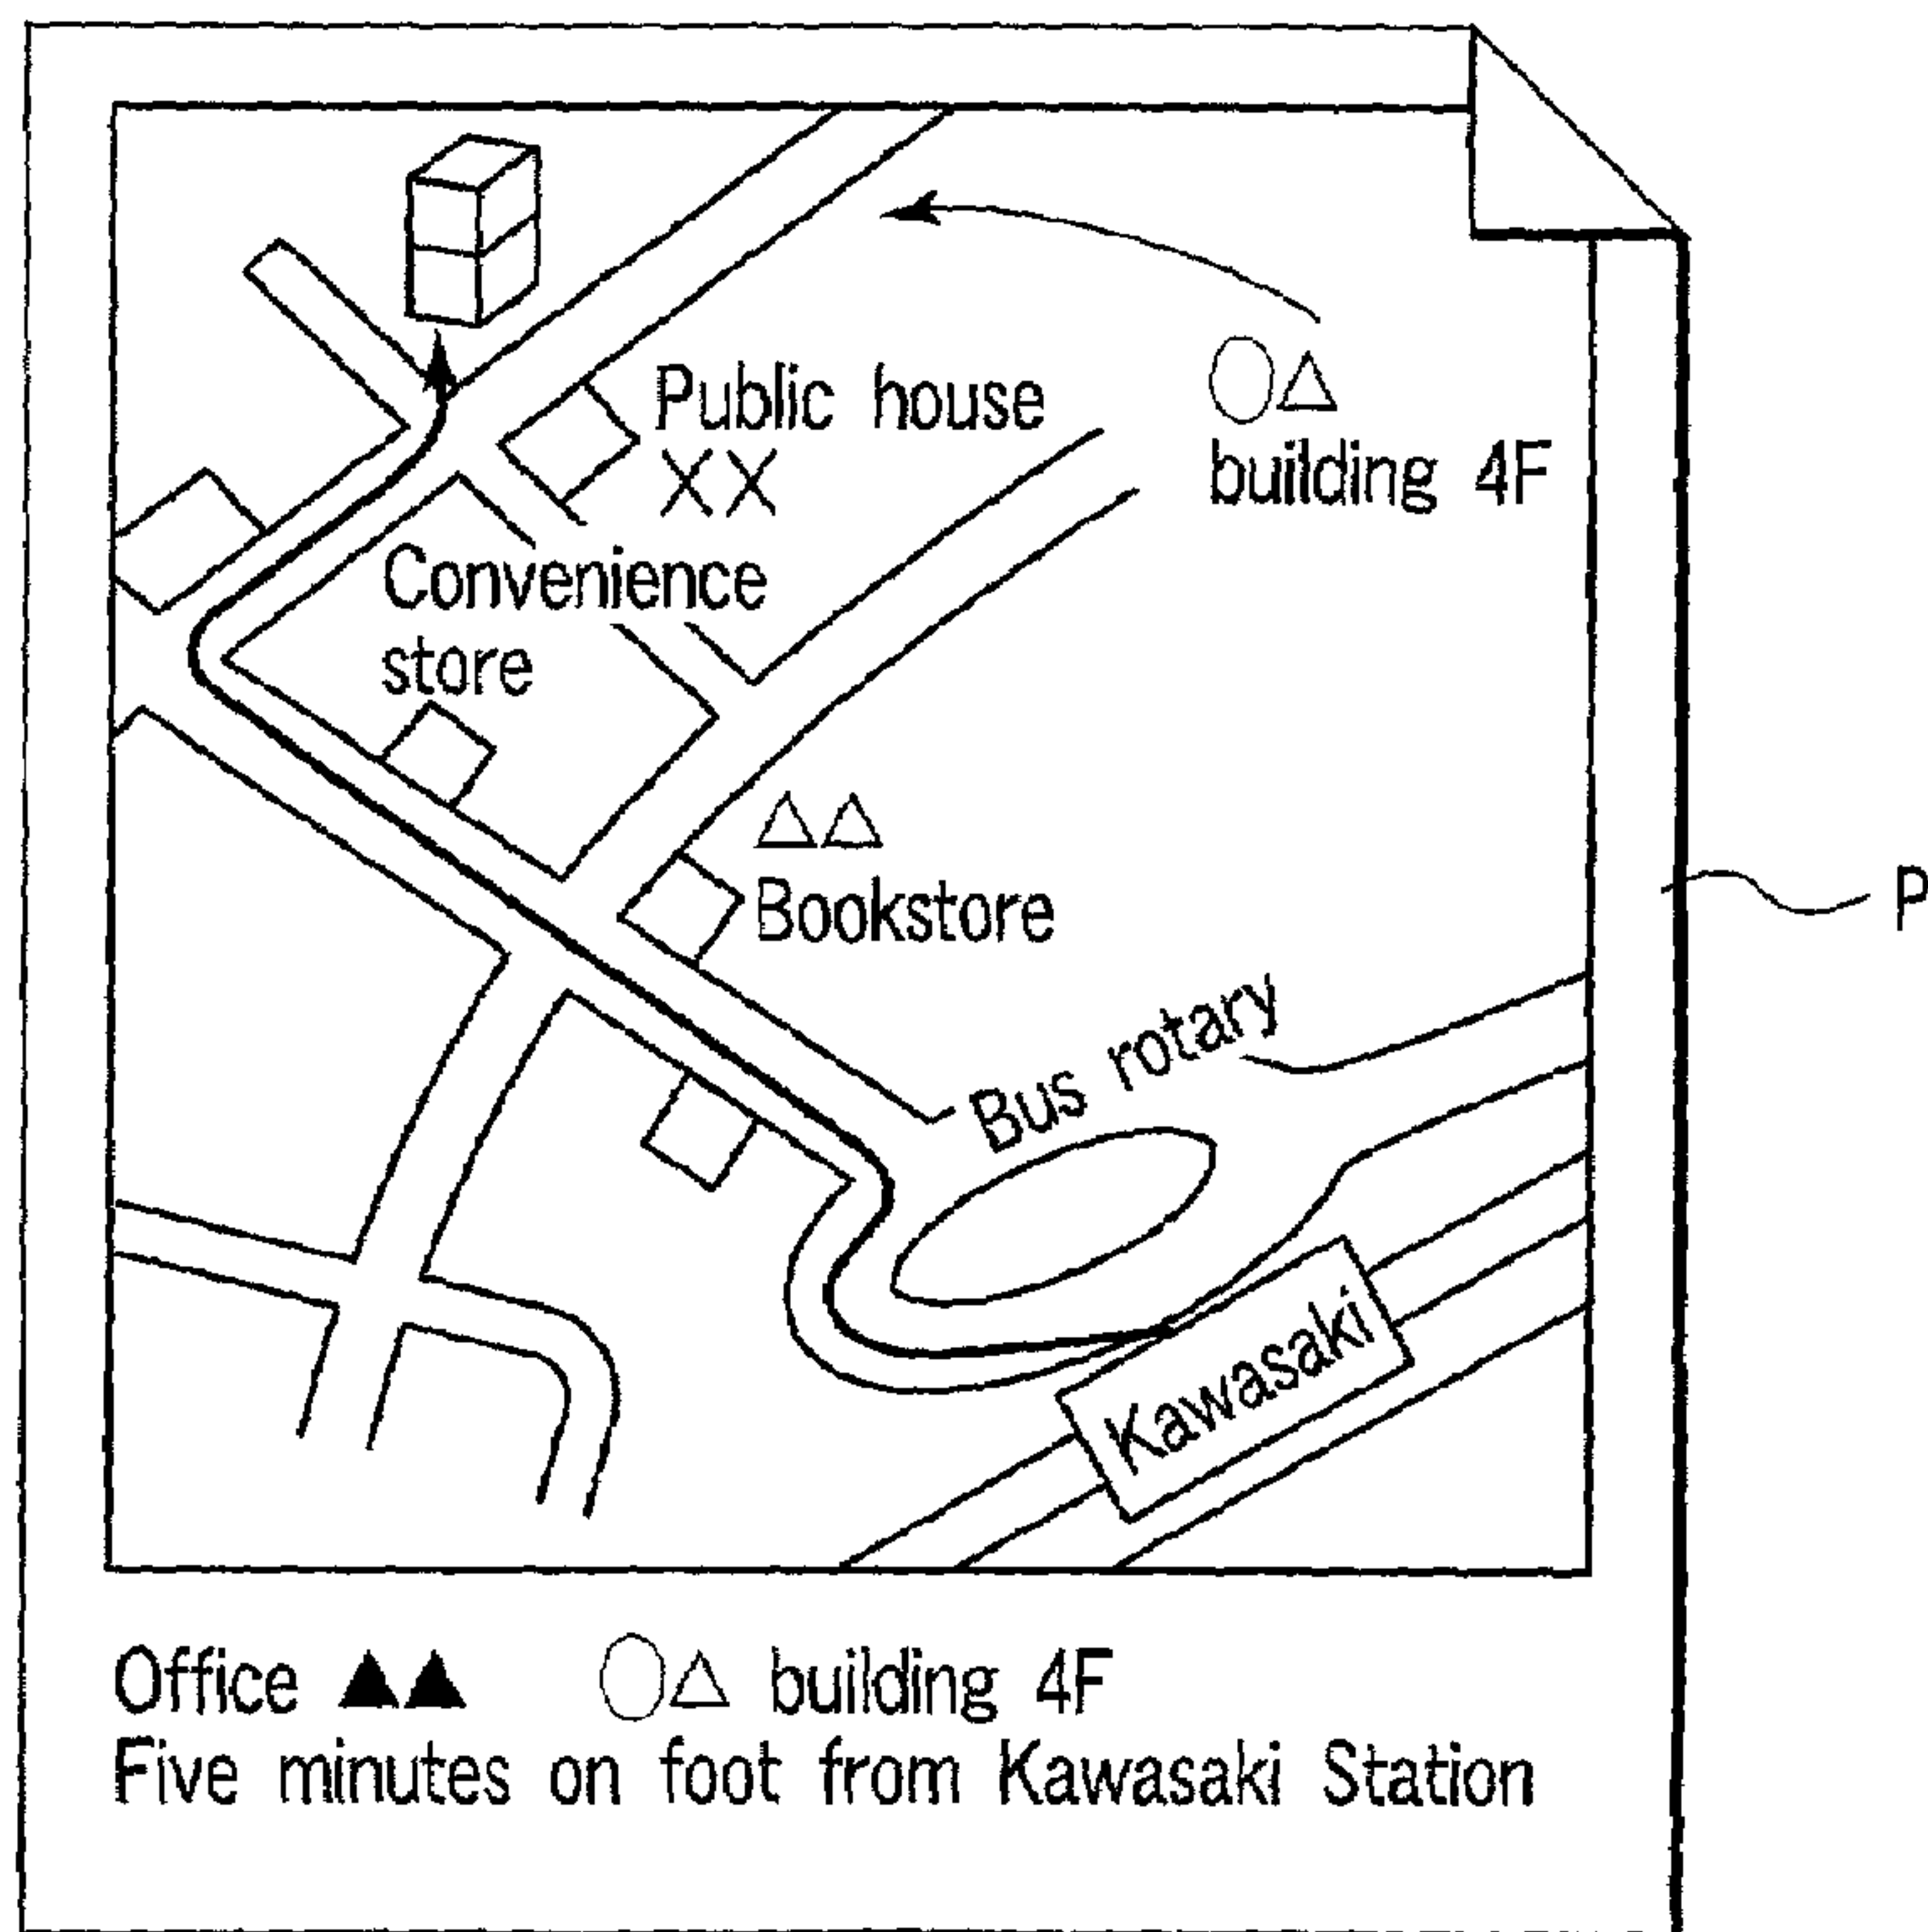 ○△
building 4F
Public house
XX
Convenience
store
△△
Bookstore
P
Bus rotary
Kawasaki
Office ▲▲ ○△ building 4F
Five minutes on foot from Kawasaki Station